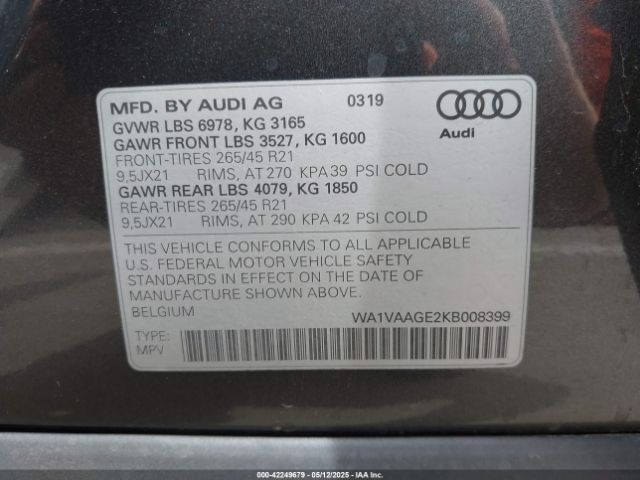 MFD. BY AUDI AG 0319
GVWR LBS 6978, KG 3165
GAWR FRONT LBS 3527, KG 1600
FRONT-TIRES 265/45 R21
9,5JX21 RIMS, AT 270 KPA 39 PSI COLD
GAWR REAR LBS 4079, KG 1850
REAR-TIRES 265/45 R21
9,5JX21 RIMS, AT 290 KPA 42 PSI COLD
Audi
THIS VEHICLE CONFORMS TO ALL APPLICABLE
U.S. FEDERAL MOTOR VEHICLE SAFETY
STANDARDS IN EFFECT ON THE DATE OF
MANUFACTURE SHOWN ABOVE.
BELGIUM WA1VAAGE2KB008399
TYPE:
MPV
000-42249679 - 05/12/2025 - IAAI.COM